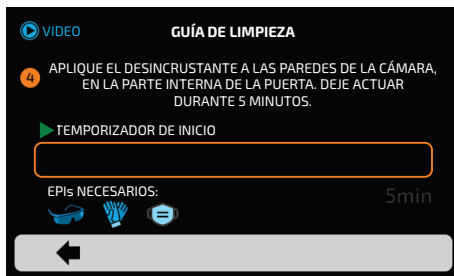 VIDEO
GUÍA DE LIMPIEZA
4
APLIQUE EL DESINCRUSTANTE A LAS PAREDES DE LA CÁMARA,
EN LA PARTE INTERNA DE LA PUERTA. DEJE ACTUAR
DURANTE 5 MINUTOS.
TEMPORIZADOR DE INICIO
EPIs NECESARIOS:
5min